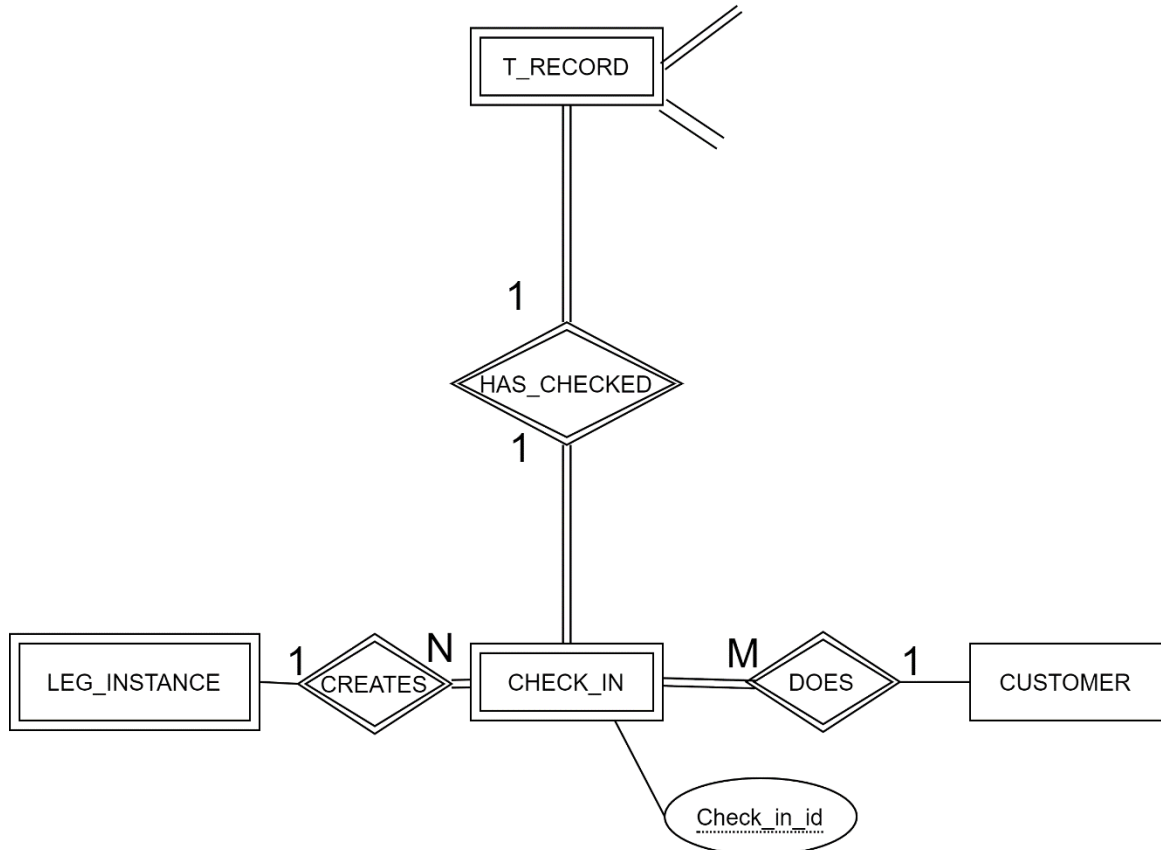 T_RECORD
1
HAS_CHECKED
1
LEG_INSTANCE
1
CREATES
N
CHECK_IN
M
DOES
1
CUSTOMER
Check_in_id